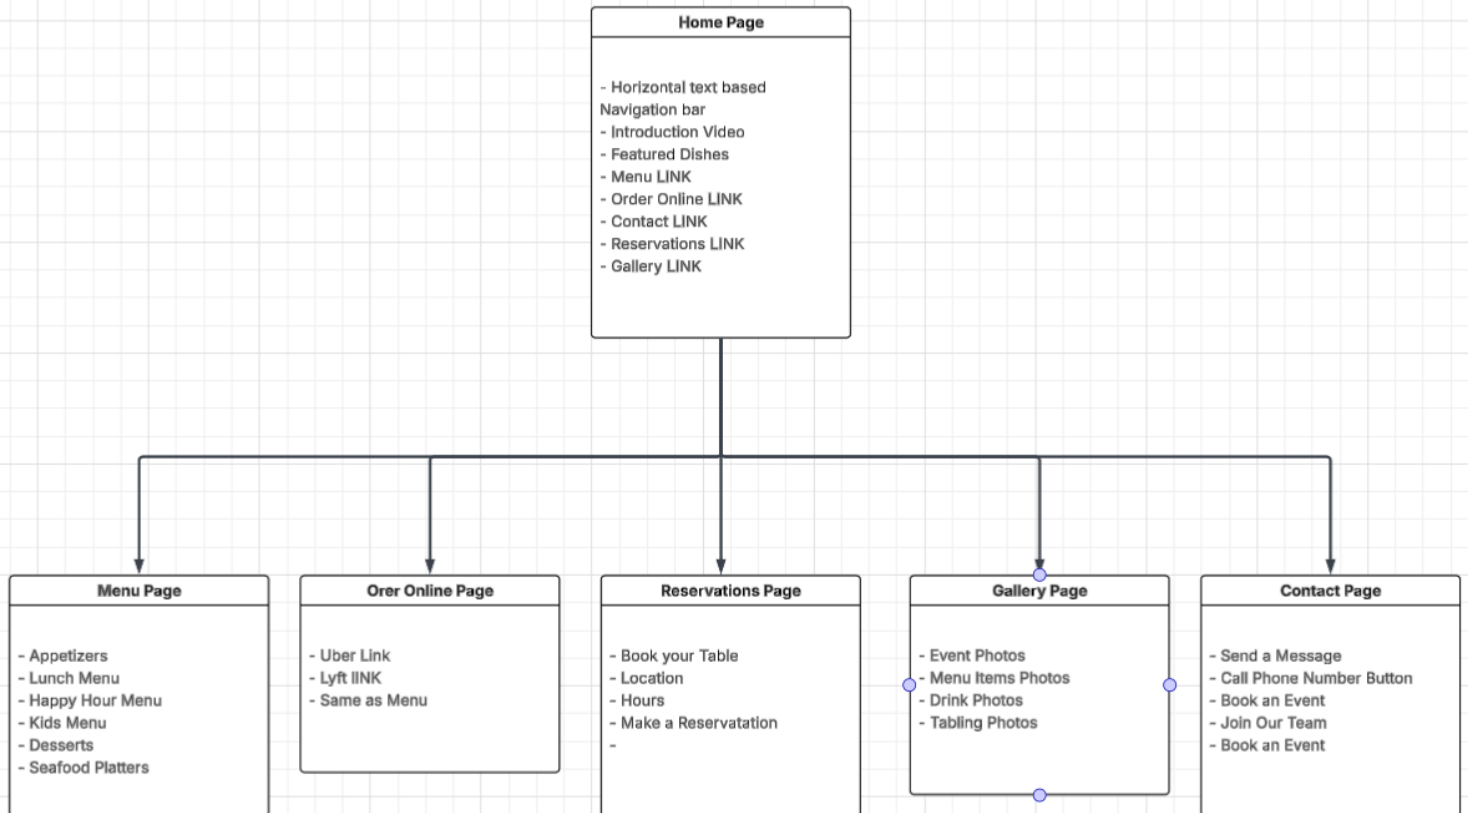 Home Page
- Horizontal text based
Navigation bar
- Introduction Video
- Featured Dishes
- Menu LINK
- Order Online LINK
- Contact LINK
- Reservations LINK
- Gallery LINK
Menu Page
- Appetizers
- Lunch Menu
- Happy Hour Menu
- Kids Menu
- Desserts
- Seafood Platters
Orer Online Page
- Uber Link
- Lyft lINK
- Same as Menu
Reservations Page
- Book your Table
- Location
- Hours
- Make a Reservatation
-
Gallery Page
- Event Photos
- Menu Items Photos
- Drink Photos
- Tabling Photos
Contact Page
- Send a Message
- Call Phone Number Button
- Book an Event
- Join Our Team
- Book an Event